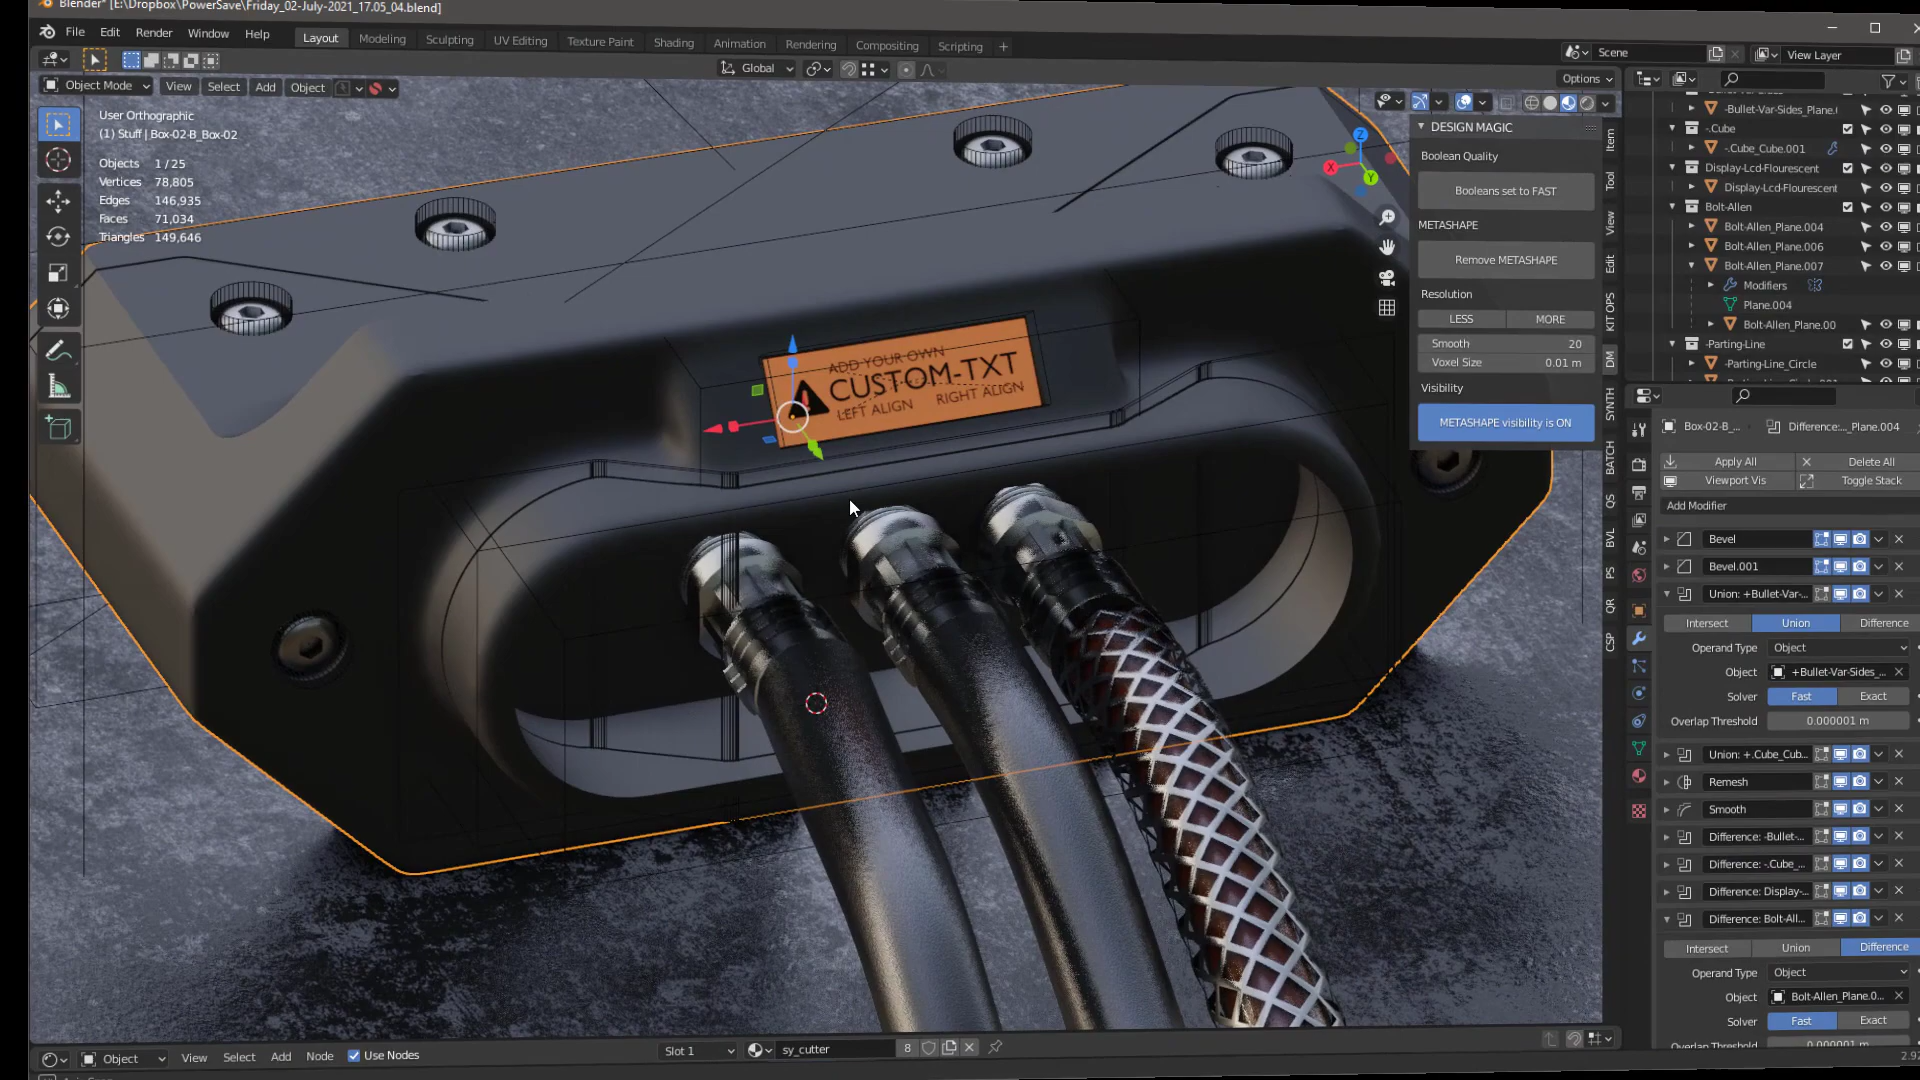 Blender* [E:\Dropbox\PowerSave\Friday_02-July-2021_17.05_04.blend]
File Edit Render Window Help Layout Modeling Sculpting UV Editing Texture Paint Shading Animation Rendering Compositing Scripting +
Scene View Layer
Global Options
Object Mode View Select Add Object
User Orthographic
(1) Stuff | Box-02-B_Box-02
Objects 1 / 25
Vertices 78,805
Edges 146,935
Faces 71,034
Triangles 149,646
ADD YOUR OWN
CUSTOM-TXT
LEFT ALIGN RIGHT ALIGN
Z
X
Y
DESIGN MAGIC
Boolean Quality
Booleans set to FAST
METASHAPE
Remove METASHAPE
Resolution
LESS MORE
Smooth 20
Voxel Size 0.01 m
Visibility
METASHAPE visibility is ON
Item
Tool
View
Edit
KIT OPS
DM
SYNTH
BATCH
QS
BVL
PS
QR
CSP
-Bullet-Var-Sides_Plane.
-.Cube
-.Cube_Cube.001
Display-Lcd-Flourescent
Display-Lcd-Flourescent
Bolt-Allen
Bolt-Allen_Plane.004
Bolt-Allen_Plane.006
Bolt-Allen_Plane.007
Modifiers
Plane.004
Bolt-Allen_Plane.00
-Parting-Line
-Parting-Line_Circle
Box-02-B_... Difference:..._Plane.004
Apply All Delete All
Viewport Vis Toggle Stack
Add Modifier
Bevel
Bevel.001
Union: +Bullet-Var-...
Intersect Union Difference
Operand Type Object
Object +Bullet-Var-Sides_...
Solver Fast Exact
Overlap Threshold 0.000001 m
Union: +.Cube_Cub...
Remesh
Smooth
Difference: -Bullet-...
Difference: -.Cube_...
Difference: Display-...
Difference: Bolt-All...
Intersect Union Difference
Operand Type Object
Object Bolt-Allen_Plane.0...
Solver Fast Exact
Overlap Threshold 0.000001 m
Object View Select Add Node Use Nodes Slot 1 sy_cutter 8
2.92